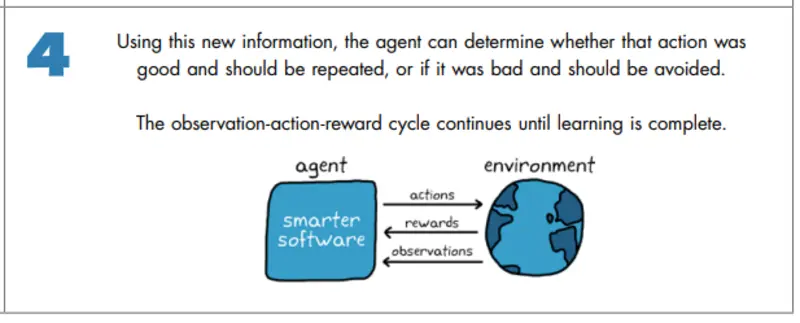 4
Using this new information, the agent can determine whether that action was
good and should be repeated, or if it was bad and should be avoided.
The observation-action-reward cycle continues until learning is complete.
agent
environment
smarter
software
actions
rewards
observations